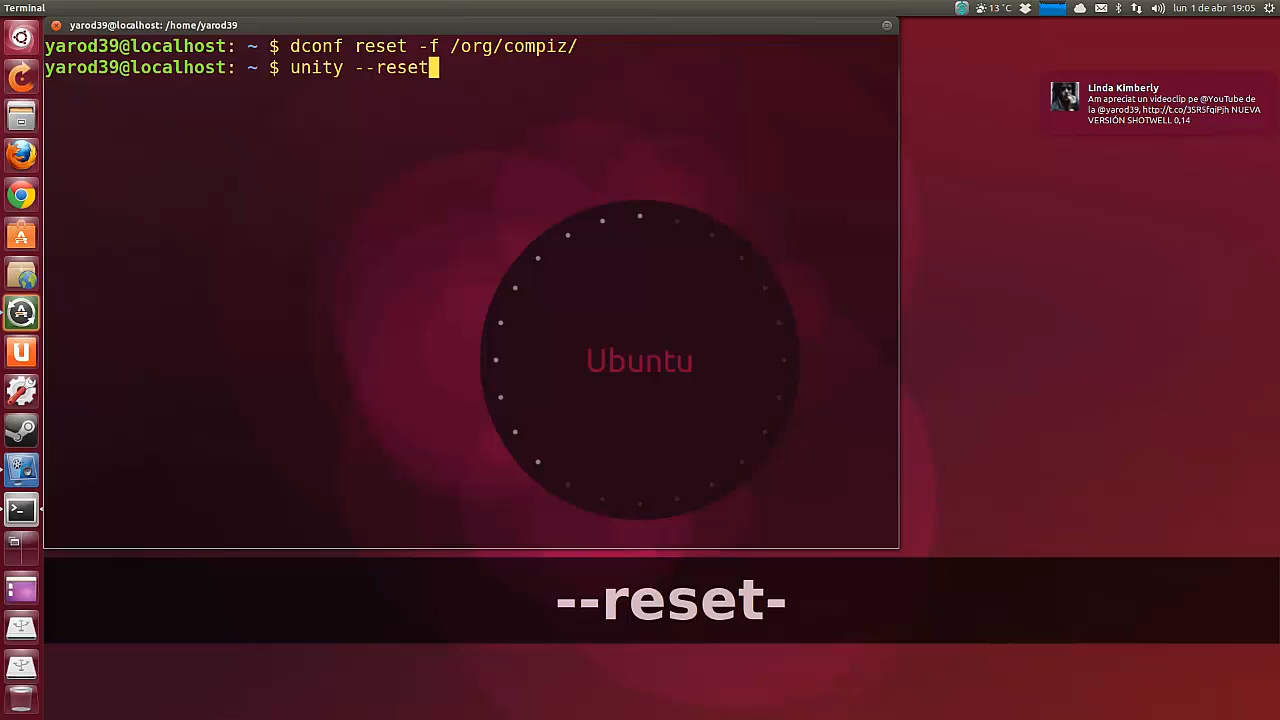 Terminal
13°C
lun 1 de abr
19:05
yarod39@localhost: /home/yarod39
yarod39@localhost: ~ $ dconf reset -f /org/compiz/
yarod39@localhost: ~ $ unity --reset
Linda Kimberly
Am apreciat un videoclip pe @YouTube de
la @yarod39, http://t.co/JSR5fqiPjh NUEVA
VERSIÓN SHOTWELL 0,14
Ubuntu
--reset-